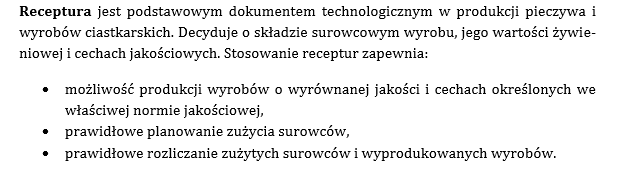 Receptura jest podstawowym dokumentem technologicznym w produkcji pieczywa i
wyrobów ciastkarskich. Decyduje o składzie surowcowym wyrobu, jego wartości żywie-
niowej i cechach jakościowych. Stosowanie receptur zapewnia:
• możliwość produkcji wyrobów o wyrównanej jakości i cechach określonych we
właściwej normie jakościowej,
• prawidłowe planowanie zużycia surowców,
• prawidłowe rozliczanie zużytych surowców i wyprodukowanych wyrobów.